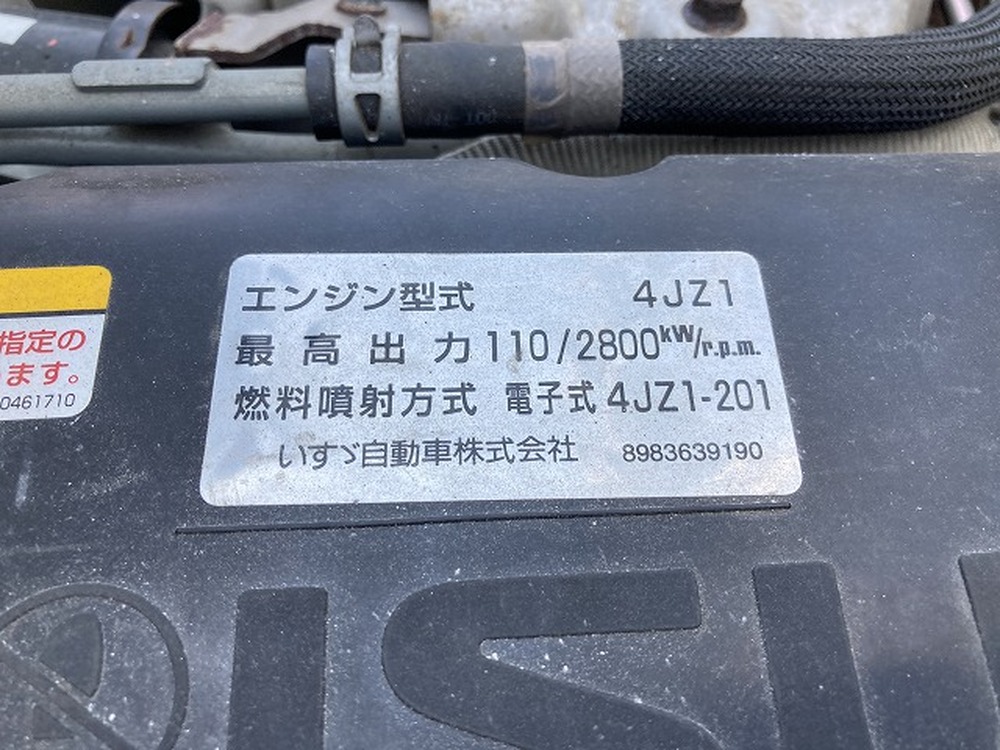 エンジン型式 4JZ1
最高出力 110/2800kW/r.p.m.
燃料噴射方式 電子式 4JZ1-201
いすゞ自動車株式会社 8983639190
指定の
ます。
0461710
ISU